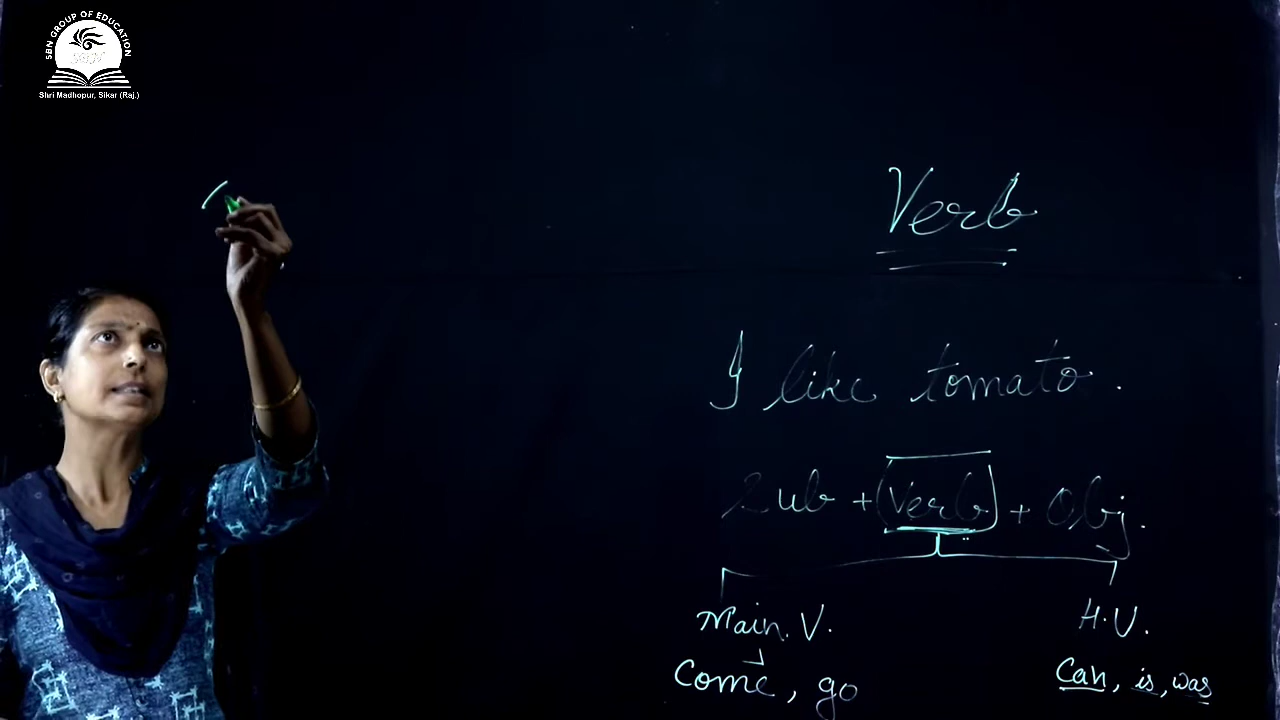 SBN GROUP OF EDUCATION
Shri Madhopur, Sikar (Raj.)
Verb
I like tomato.
Sub + (Verb) + Obj.
Main. V.
H.V.
Come, go
Can, is, was